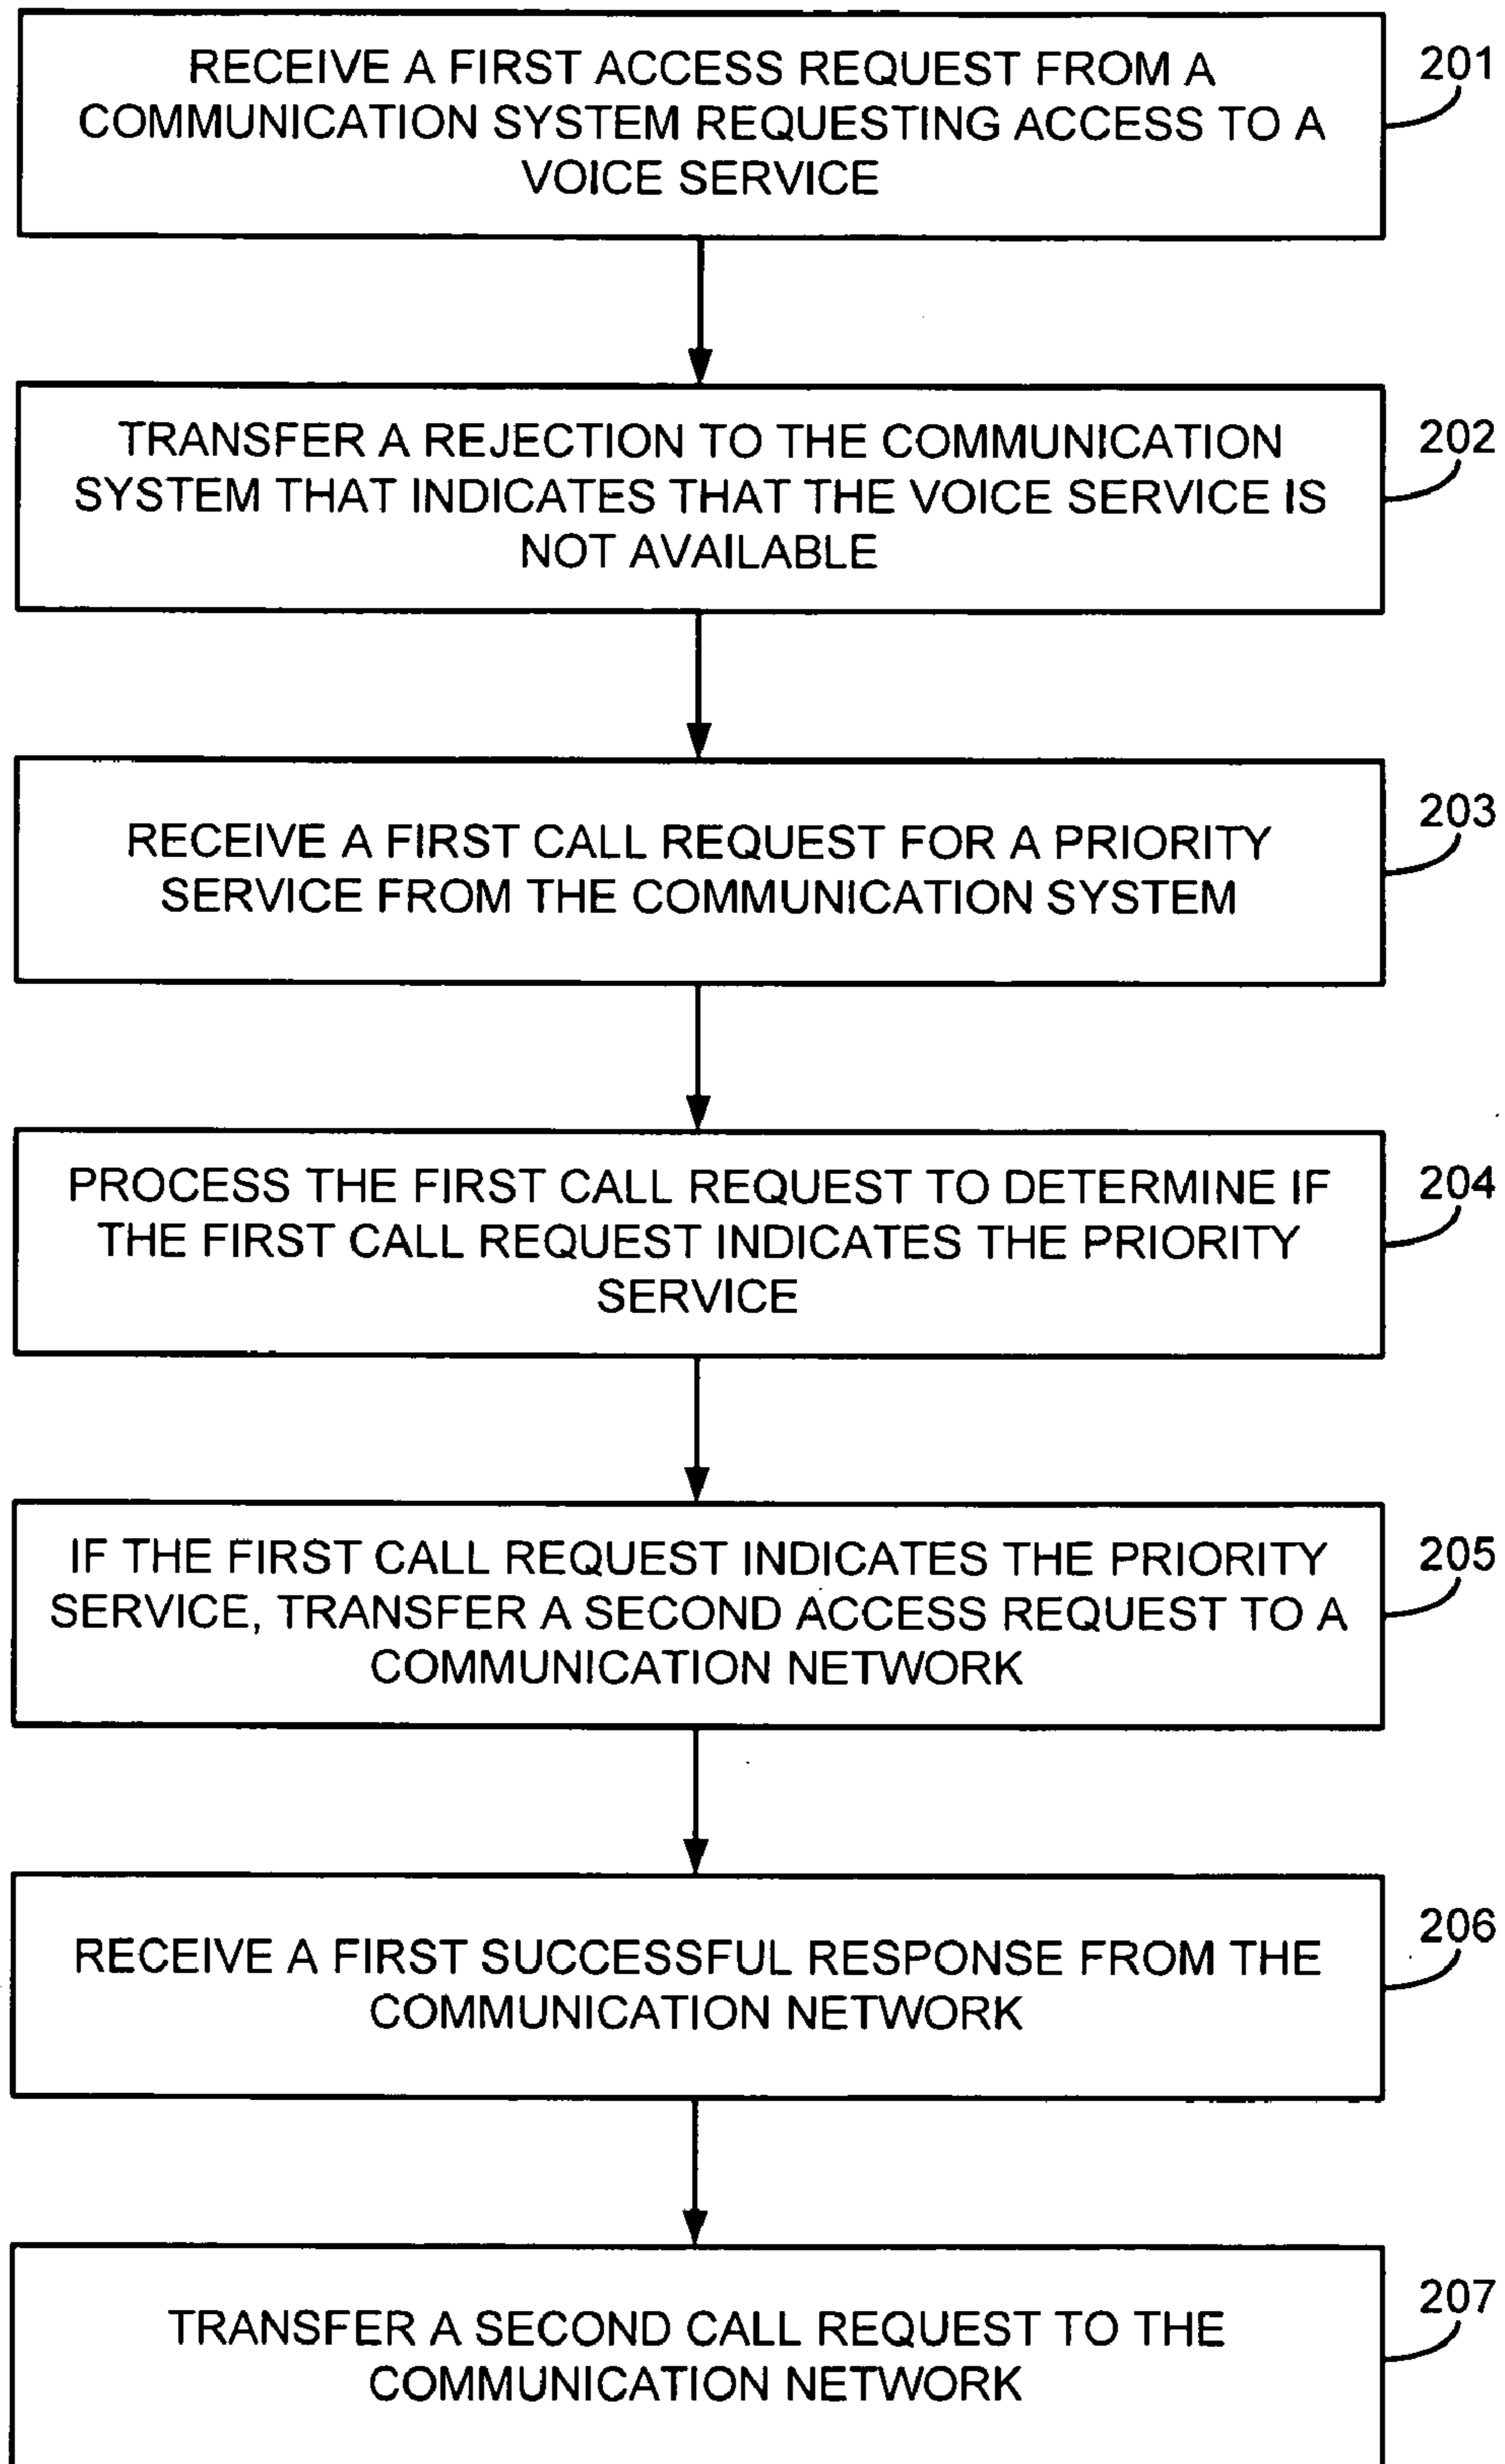 RECEIVE A FIRST ACCESS REQUEST FROM A
COMMUNICATION SYSTEM REQUESTING ACCESS TO A
VOICE SERVICE
201
TRANSFER A REJECTION TO THE COMMUNICATION
SYSTEM THAT INDICATES THAT THE VOICE SERVICE IS
NOT AVAILABLE
202
RECEIVE A FIRST CALL REQUEST FOR A PRIORITY
SERVICE FROM THE COMMUNICATION SYSTEM
203
PROCESS THE FIRST CALL REQUEST TO DETERMINE IF
THE FIRST CALL REQUEST INDICATES THE PRIORITY
SERVICE
204
IF THE FIRST CALL REQUEST INDICATES THE PRIORITY
SERVICE, TRANSFER A SECOND ACCESS REQUEST TO A
COMMUNICATION NETWORK
205
RECEIVE A FIRST SUCCESSFUL RESPONSE FROM THE
COMMUNICATION NETWORK
206
TRANSFER A SECOND CALL REQUEST TO THE
COMMUNICATION NETWORK
207